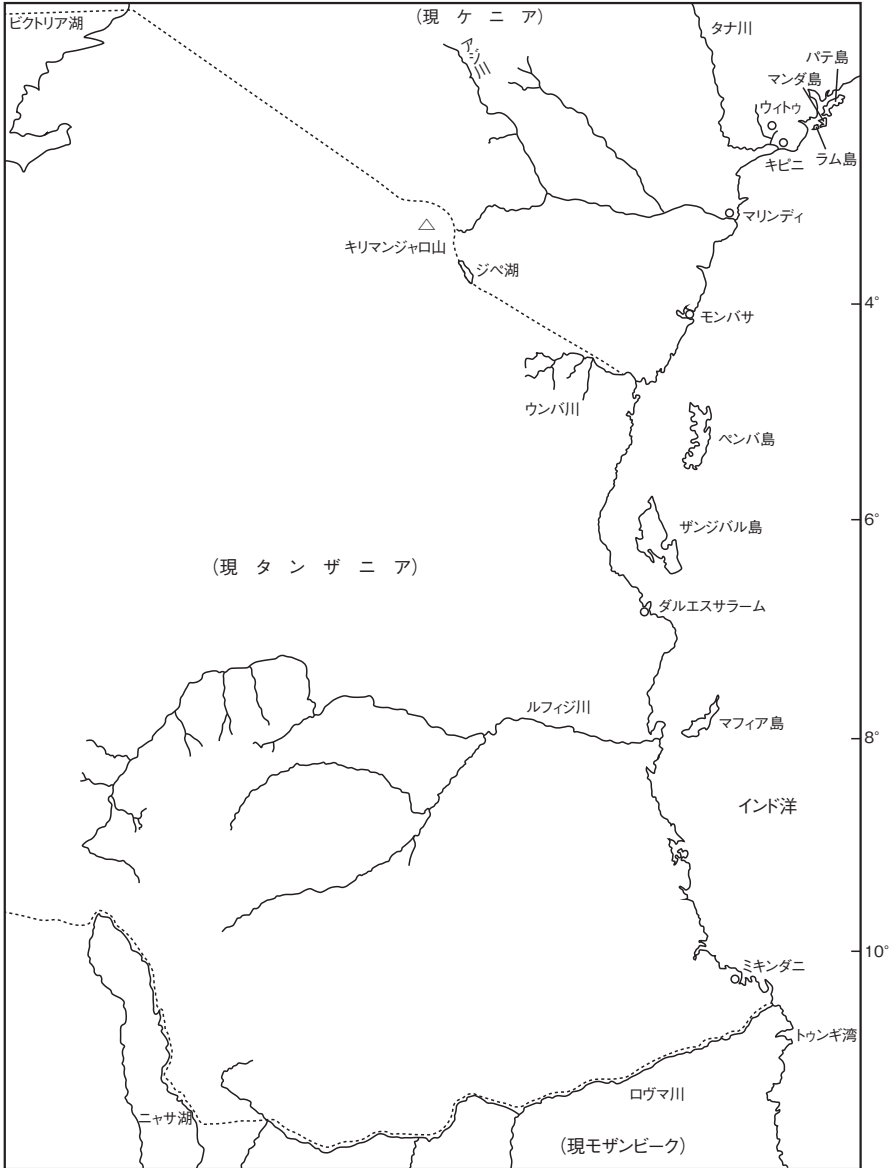 ビクトリア湖
(現 ケ ニ ア)
タナ川
パテ島
アジ川
マンダ島
ウィトゥ
キピニ
ラム島
マリンディ
キリマンジャロ山
ジペ湖
4°
モンバサ
ウンバ川
ペンバ島
6°
ザンジバル島
(現 タ ン ザ ニ ア)
ダルエスサラーム
ルフィジ川
マフィア島
8°
インド洋
10°
ミキンダニ
トゥンギ湾
ロヴマ川
ニャサ湖
(現モザンビーク)